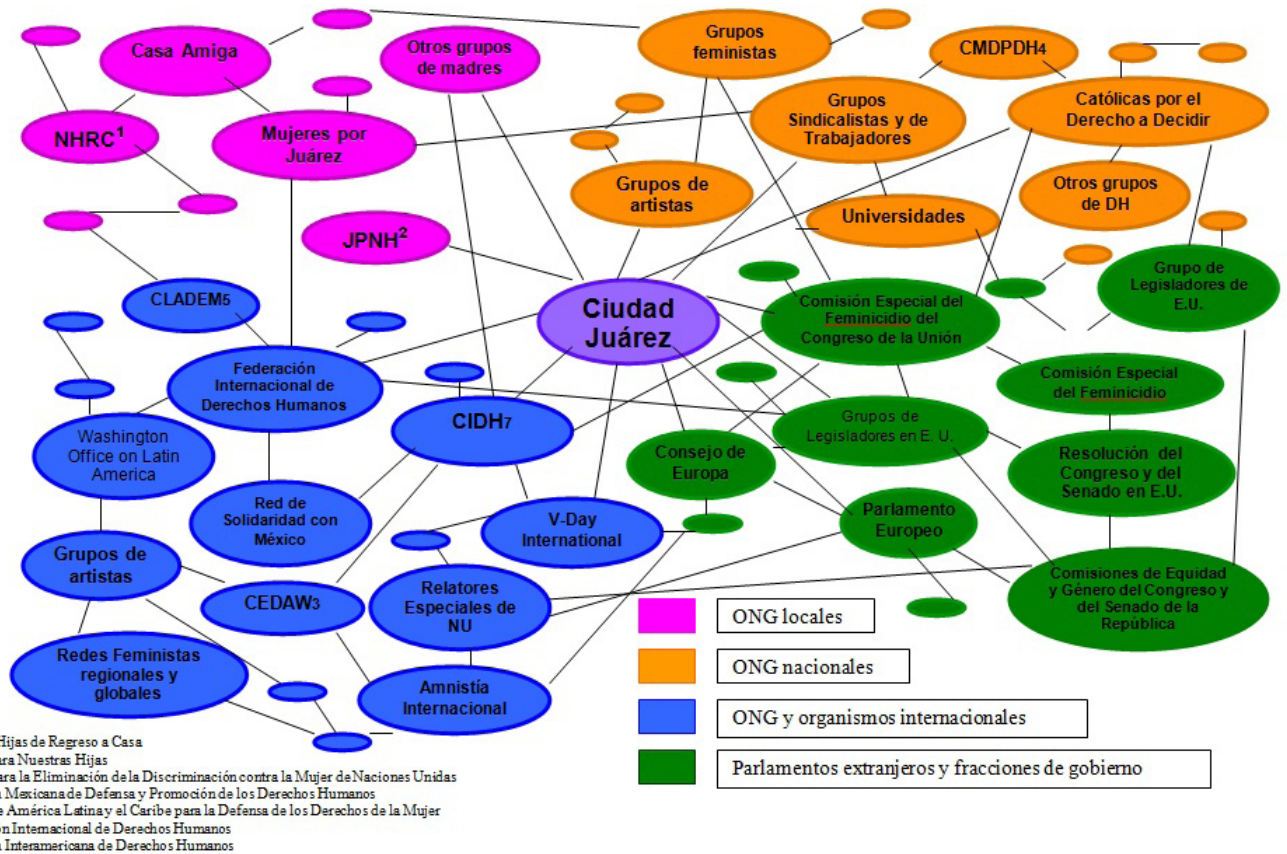 Casa Amiga
Otros grupos
de madres
Grupos
feministas
CMDPDH4
NHRC1
Mujeres por
Juárez
Grupos
Sindicalistas y de
Trabajadores
Católicas por el
Derecho a Decidir
Grupos de
artistas
Universidades
Otros grupos
de DH
JPNH2
CLADEM5
Ciudad
Juárez
Comisión Especial del
Feminicidio del
Congreso de la Unión
Grupo de
Legisladores de
E.U.
Federación
Internacional de
Derechos Humanos
CIDH7
Comisión Especial
del Feminicidio
Grupos de
Legisladores en E. U.
Washington
Office on Latin
America
Consejo de
Europa
Resolución del
Congreso y del
Senado en E.U.
Red de
Solidaridad con
México
V-Day
International
Parlamento
Europeo
Grupos de
artistas
CEDAW3
Relatores
Especiales de
NU
Comisiones de Equidad
y Género del Congreso y
del Senado de la
República
Redes Feministas
regionales y
globales
Amnistía
Internacional
ONG locales
ONG nacionales
ONG y organismos internacionales
Parlamentos extranjeros y fracciones de gobierno
Hijas de Regreso a Casa
Nuestras Hijas
la Eliminación de la Discriminación contra la Mujer de Naciones Unidas
Mexicana de Defensa y Promoción de los Derechos Humanos
América Latina y el Caribe para la Defensa de los Derechos de la Mujer
Internacional de Derechos Humanos
Interamericana de Derechos Humanos